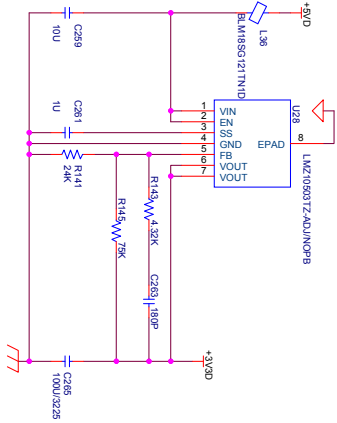 +5VD
L36
BLM18SG121TN1D
C259
10U
U28
LMZ10503TZ-ADJ/NOPB
1 VIN
2 EN
3 SS
4 GND
5 FB
6 VOUT
7 VOUT
EPAD 8
C261
1U
R141
24K
R143
4.32K
R145
75K
C263
180P
+3V3D
C265
100U/3225